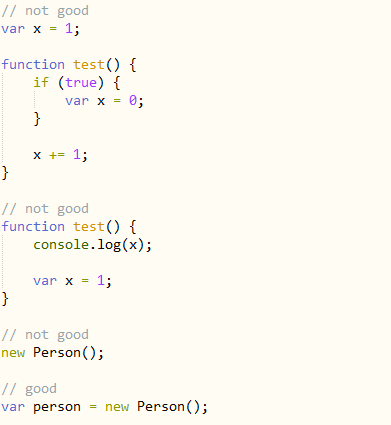 // not good
var x = 1;
function test() {
if (true) {
var x = 0;
}
x += 1;
}
// not good
function test() {
console.log(x);
var x = 1;
}
// not good
new Person();
// good
var person = new Person();